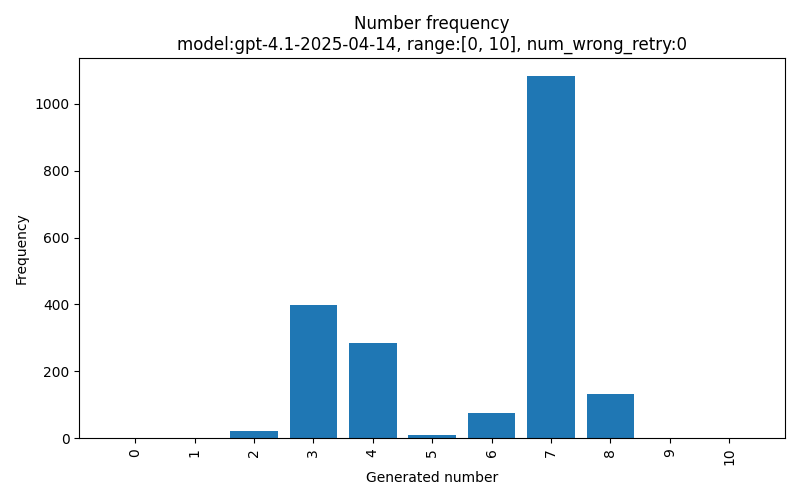 Number frequency
model:gpt-4.1-2025-04-14, range:[0, 10], num_wrong_retry:0
1000
800
600
400
200
0
Frequency
0 1 2 3 4 5 6 7 8 9 10
Generated number